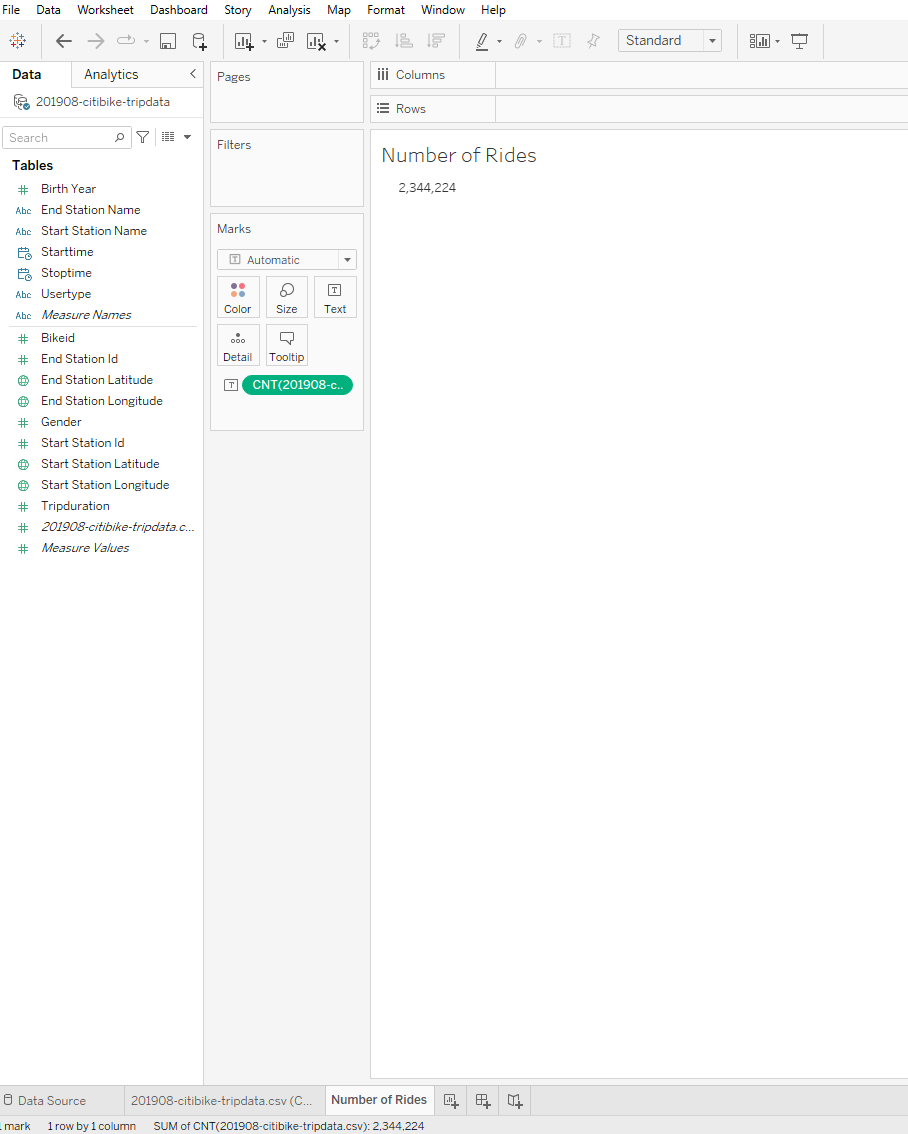 File Data Worksheet Dashboard Story Analysis Map Format Window Help
Standard
Data Analytics
201908-citibike-tripdata
Search
Tables
# Birth Year
Abc End Station Name
Abc Start Station Name
Starttime
Stoptime
Abc Usertype
Abc Measure Names
# Bikeid
# End Station Id
End Station Latitude
End Station Longitude
# Gender
# Start Station Id
Start Station Latitude
Start Station Longitude
# Tripduration
# 201908-citibike-tripdata.c...
# Measure Values
Pages
Filters
Marks
T Automatic
Color Size Text
Detail Tooltip
T CNT(201908-c..
Columns
Rows
Number of Rides
2,344,224
Data Source 201908-citibike-tripdata.csv (C... Number of Rides
1 mark 1 row by 1 column SUM of CNT(201908-citibike-tripdata.csv): 2,344,224